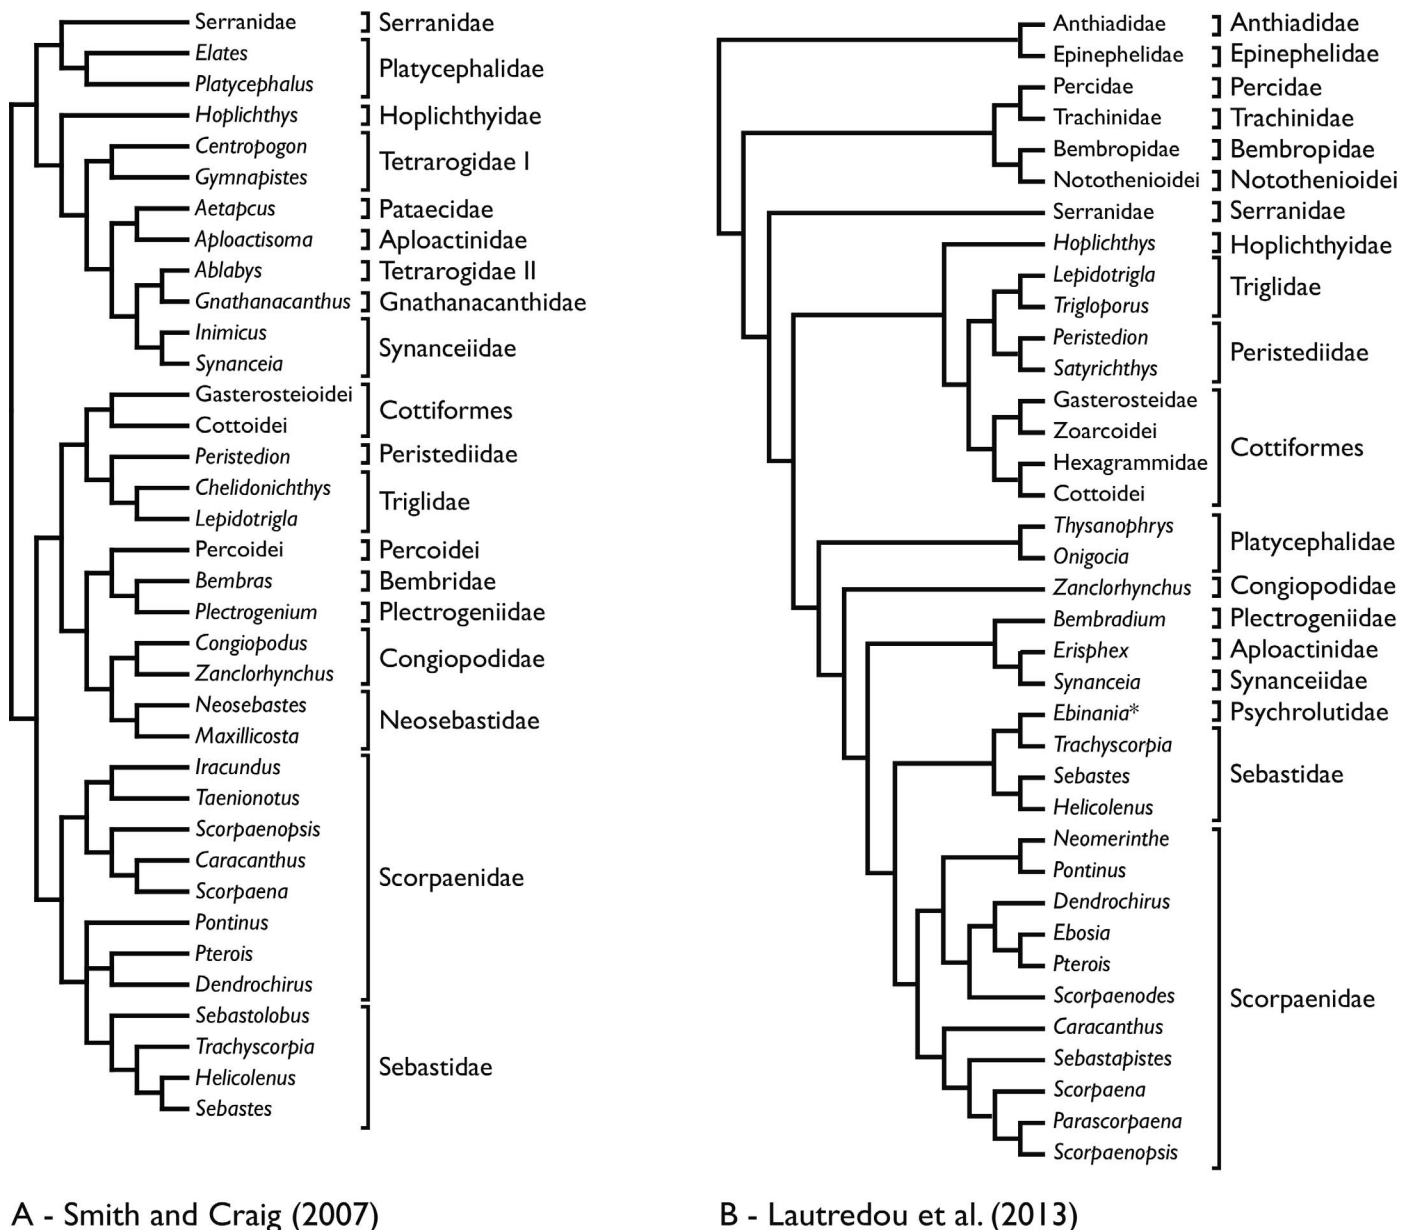 Serranidae ] Serranidae
Elates
Platycephalidae
Platycephalus
Hoplichthys ] Hoplichthyidae
Centropogon
Tetrarogidae I
Gymnapistes
Aetapcus ] Pataecidae
Aploactisoma ] Aploactinidae
Ablabys ] Tetrarogidae II
Gnathanacanthus ] Gnathanacanthidae
Inimicus
Synanceiidae
Synanceia
Gasterosteioidei
Cottiformes
Cottoidei
Peristedion ] Peristediidae
Chelidonichthys
Triglidae
Lepidotrigla
Percoidei ] Percoidei
Bembras ] Bembridae
Plectrogenium ] Plectrogeniidae
Congiopodus
Congiopodidae
Zanclorhynchus
Neosebastes
Neosebastidae
Maxillicosta
Iracundus
Taenionotus
Scorpaenopsis
Caracanthus
Scorpaenidae
Scorpaena
Pontinus
Pterois
Dendrochirus
Sebastolobus
Trachyscorpia
Sebastidae
Helicolenus
Sebastes
A - Smith and Craig (2007)
Anthiadidae ] Anthiadidae
Epinephelidae ] Epinephelidae
Percidae ] Percidae
Trachinidae ] Trachinidae
Bembropidae ] Bembropidae
Notothenioidei ] Notothenioidei
Serranidae ] Serranidae
Hoplichthys ] Hoplichthyidae
Lepidotrigla
Triglidae
Trigloporus
Peristedion
Peristediidae
Satyrichthys
Gasterosteidae
Zoarcoidei
Cottiformes
Hexagrammidae
Cottoidei
Thysanophrys
Platycephalidae
Onigocia
Zanclorhynchus ] Congiopodidae
Bembradium ] Plectrogeniidae
Erisphex ] Aploactinidae
Synanceia ] Synanceiidae
Ebinania* ] Psychrolutidae
Trachyscorpia
Sebastidae
Sebastes
Helicolenus
Neomerinthe
Pontinus
Dendrochirus
Ebosia
Pterois
Scorpaenodes
Scorpaenidae
Caracanthus
Sebastapistes
Scorpaena
Parascorpaena
Scorpaenopsis
B - Lautredou et al. (2013)